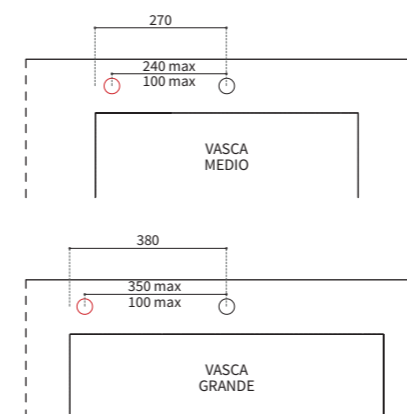 270
240 max
100 max
VASCA
MEDIO
380
350 max
100 max
VASCA
GRANDE